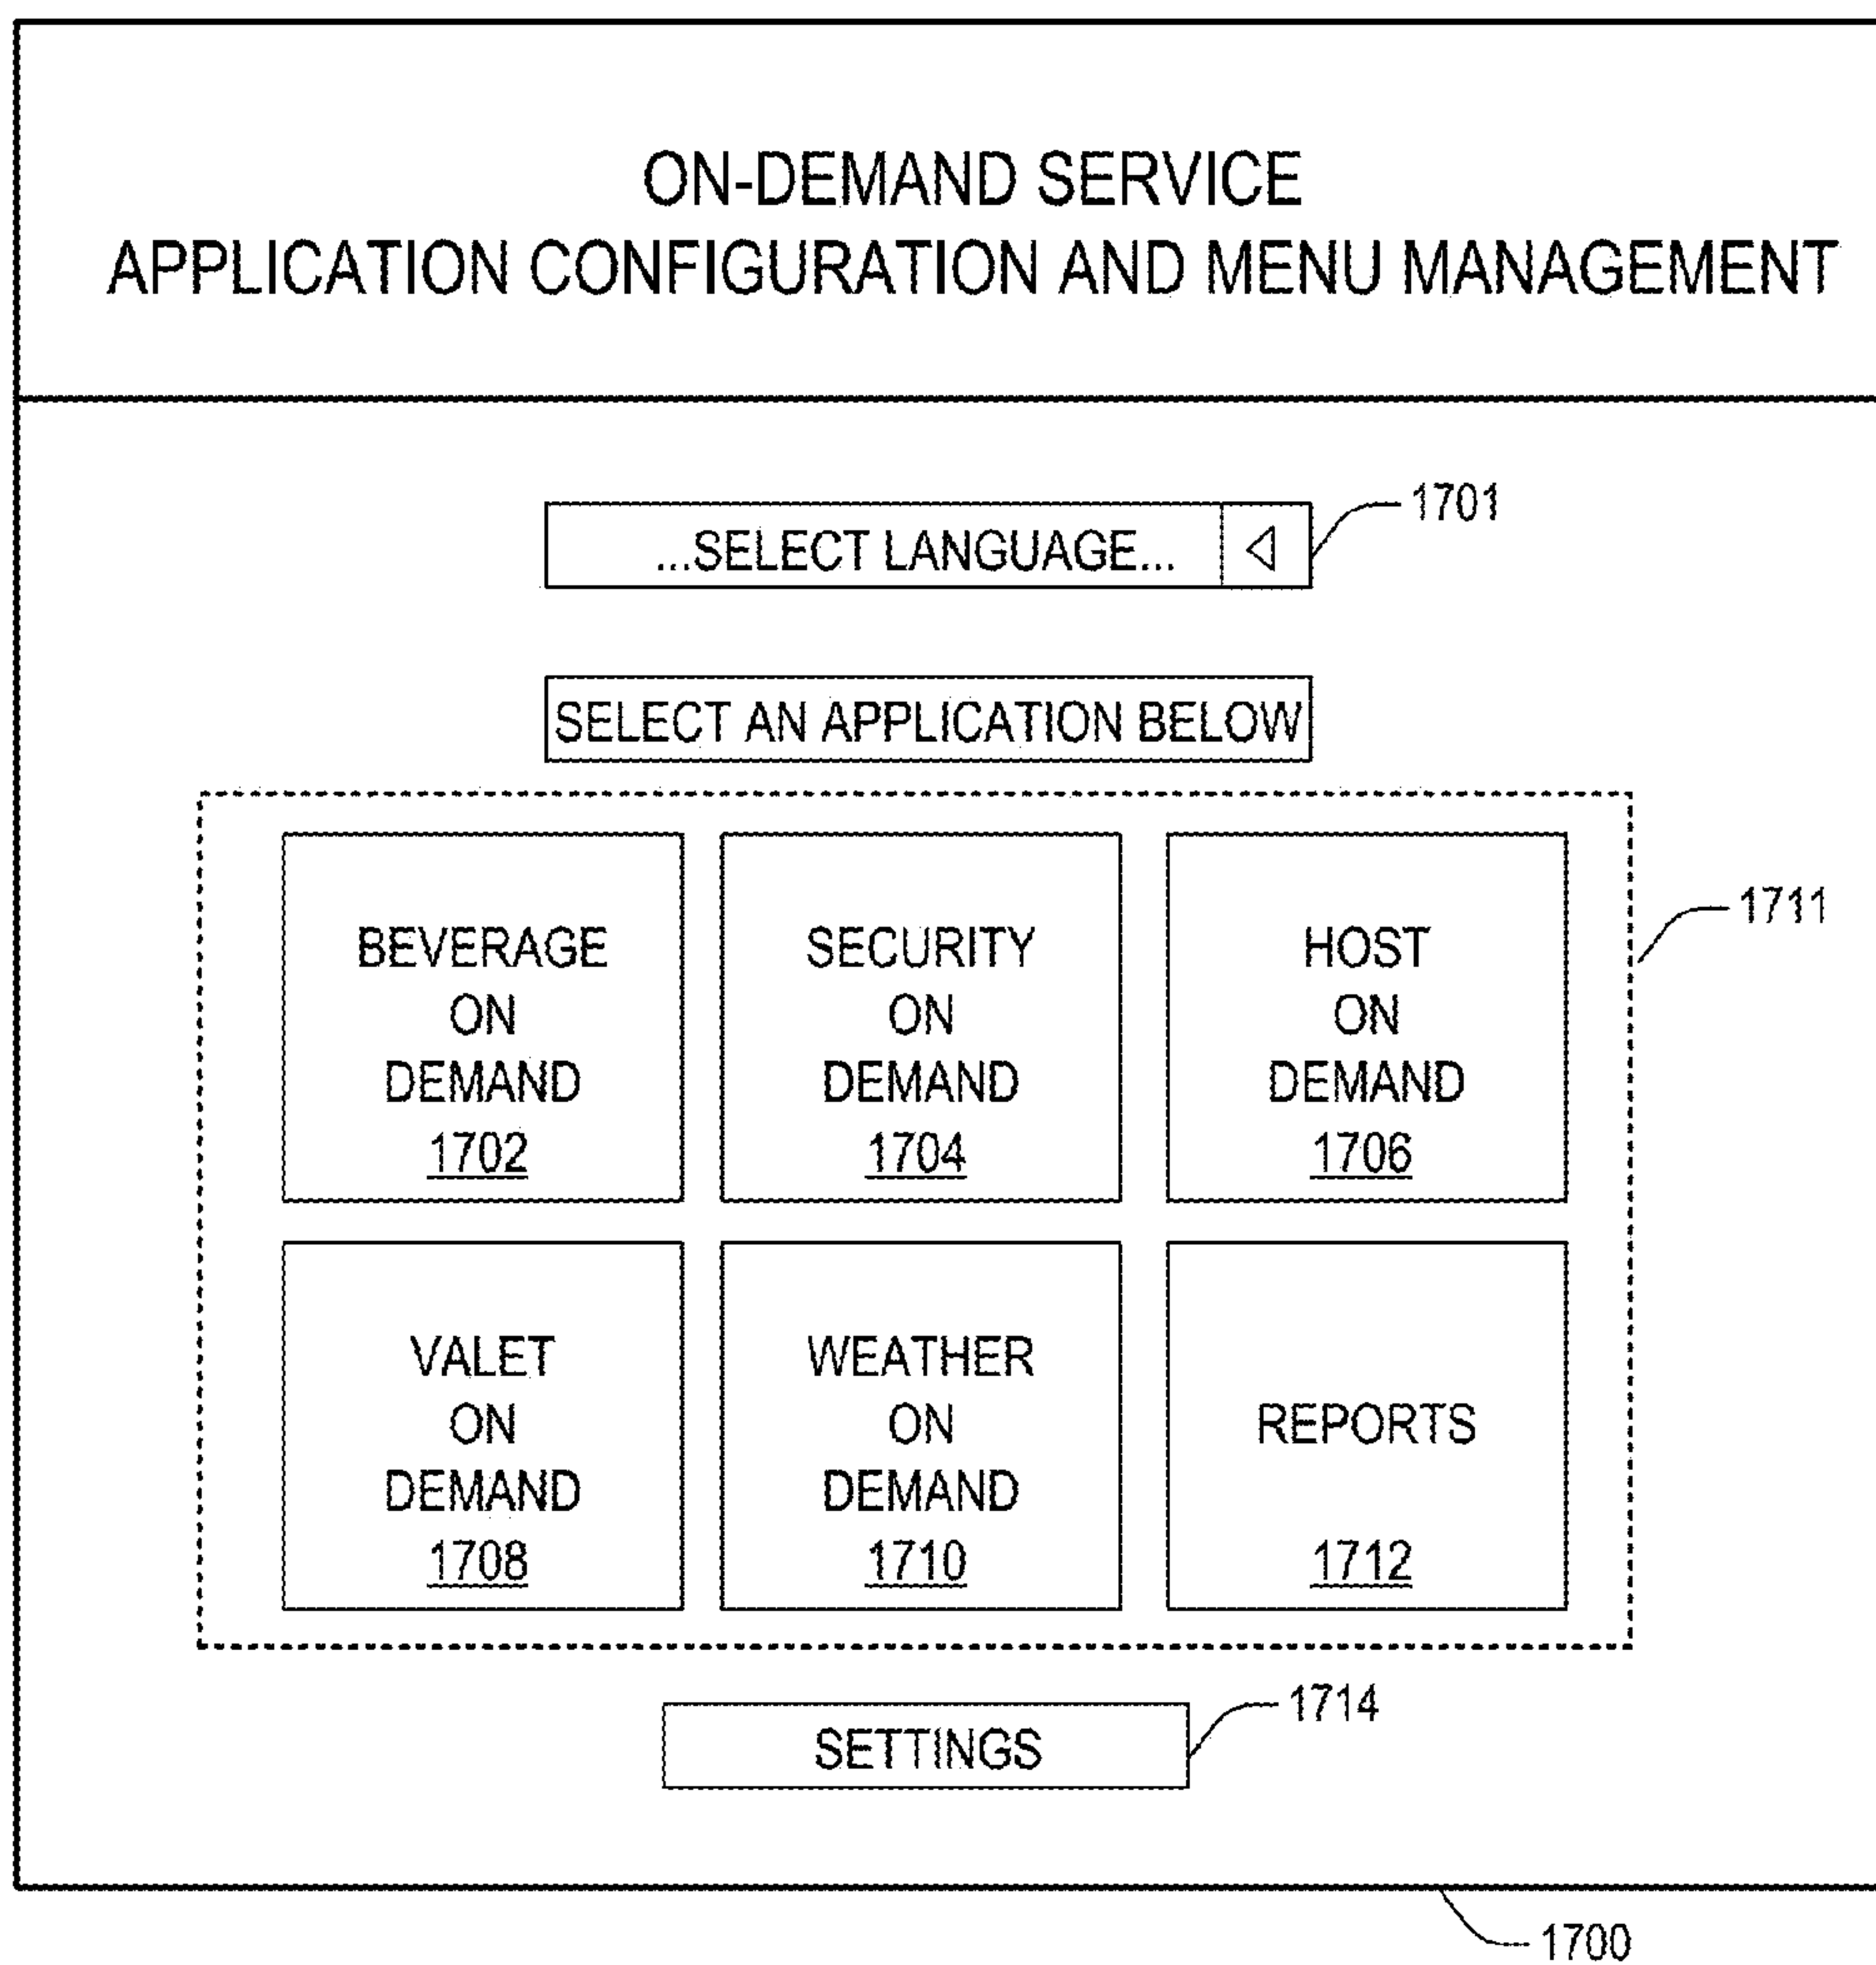 ON-DEMAND SERVICE
APPLICATION CONFIGURATION AND MENU MANAGEMENT
...SELECT LANGUAGE...
1701
SELECT AN APPLICATION BELOW
1711
BEVERAGE
ON
DEMAND
1702
SECURITY
ON
DEMAND
1704
HOST
ON
DEMAND
1706
VALET
ON
DEMAND
1708
WEATHER
ON
DEMAND
1710
REPORTS
1712
SETTINGS
1714
1700